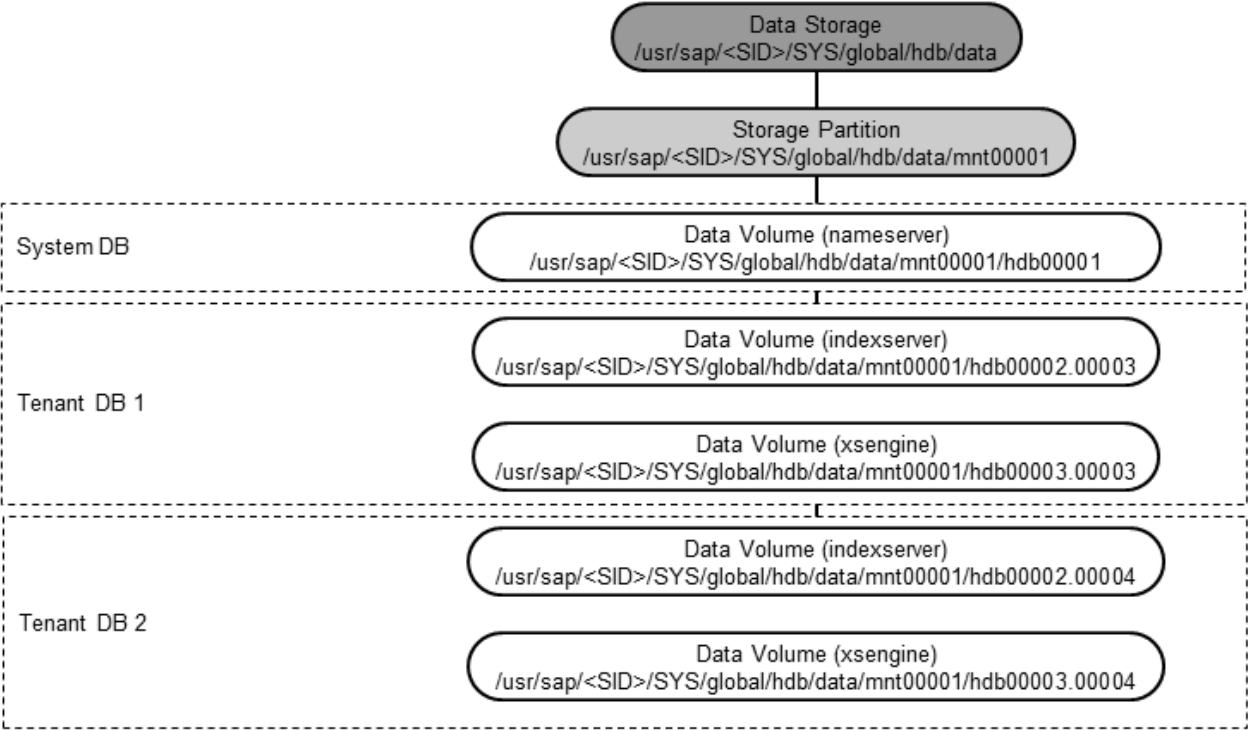 Data Storage
/usr/sap/<SID>/SYS/global/hdb/data
Storage Partition
/usr/sap/<SID>/SYS/global/hdb/data/mnt00001
System DB
Data Volume (nameserver)
/usr/sap/<SID>/SYS/global/hdb/data/mnt00001/hdb00001
Tenant DB 1
Data Volume (indexserver)
/usr/sap/<SID>/SYS/global/hdb/data/mnt00001/hdb00002.00003
Data Volume (xsengine)
/usr/sap/<SID>/SYS/global/hdb/data/mnt00001/hdb00003.00003
Tenant DB 2
Data Volume (indexserver)
/usr/sap/<SID>/SYS/global/hdb/data/mnt00001/hdb00002.00004
Data Volume (xsengine)
/usr/sap/<SID>/SYS/global/hdb/data/mnt00001/hdb00003.00004